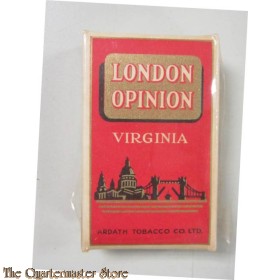 LONDON
OPINION
VIRGINIA
ARDATH TOBACCO CO. LTD.
The Quartermaster Store